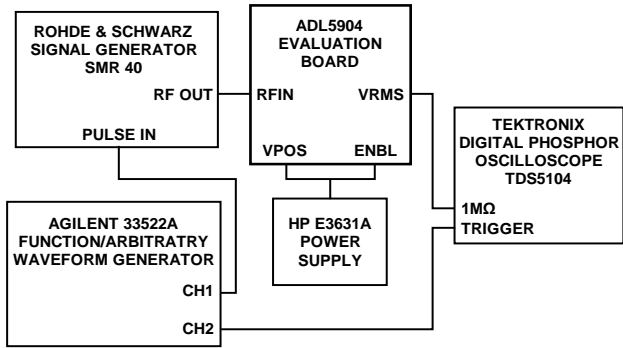 ROHDE & SCHWARZ
SIGNAL GENERATOR
SMR 40
RF OUT
PULSE IN
ADL5904
EVALUATION
BOARD
RFIN
VRMS
VPOS
ENBL
TEKTRONIX
DIGITAL PHOSPHOR
OSCILLOSCOPE
TDS5104
1MΩ
TRIGGER
AGILENT 33522A
FUNCTION/ARBITRATRY
WAVEFORM GENERATOR
CH1
CH2
HP E3631A
POWER
SUPPLY